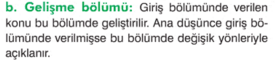 b. Gelişme bölümü: Giriş bölümünde verilen
konu bu bölümde geliştirilir. Ana düşünce giriş bö-
lümünde verilmişse bu bölümde değişik yönleriyle
açıklanır.